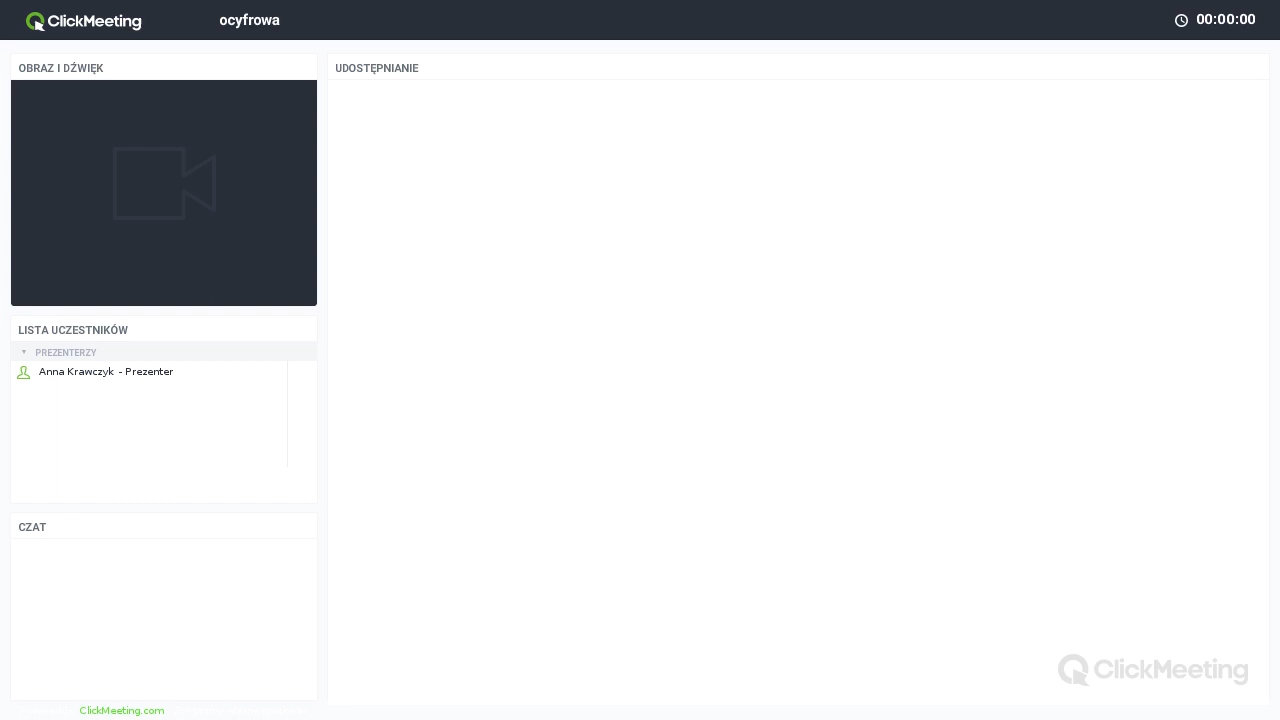 ClickMeeting
ocyfrowa
00:00:00
OBRAZ I DŹWIĘK
UDOSTĘPNIANIE
LISTA UCZESTNIKÓW
PREZENTERZY
Anna Krawczyk - Prezenter
CZAT
ClickMeeting
ClickMeeting.com